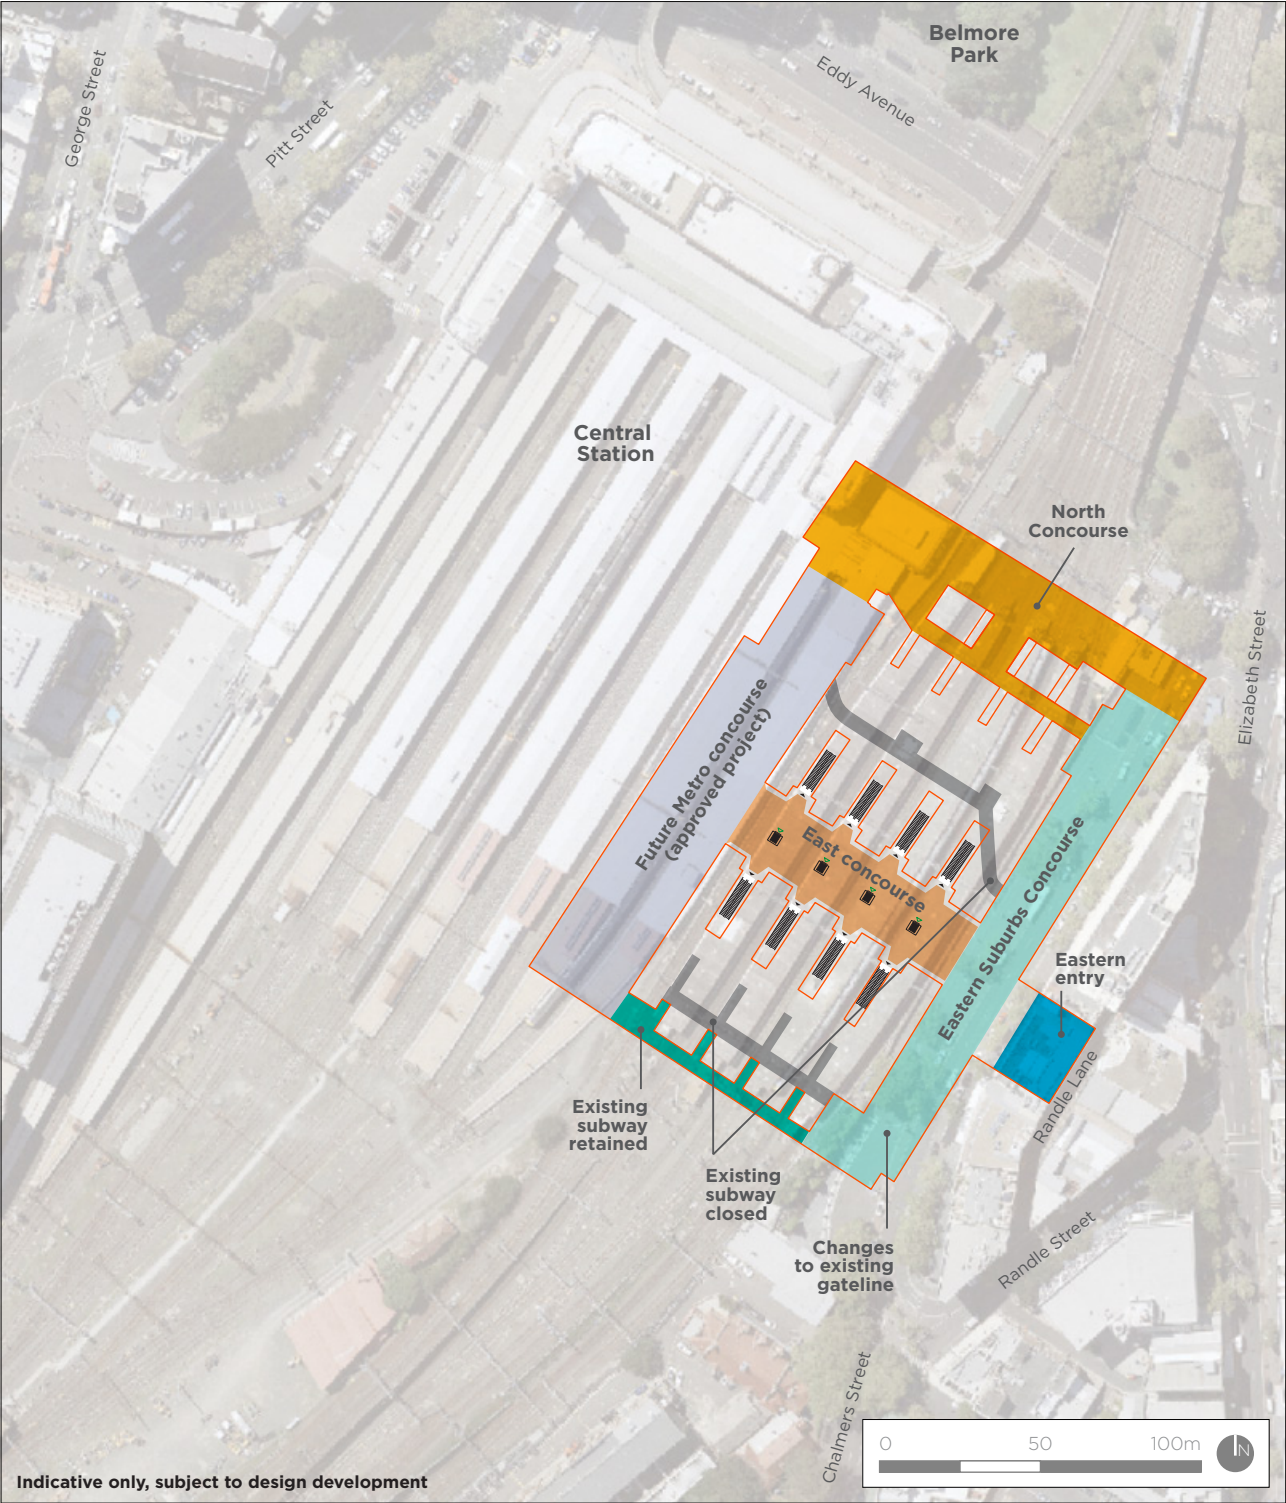 Belmore
Park
Eddy Avenue
George Street
Pitt Street
Central
Station
North
Concourse
Elizabeth Street
Future Metro concourse
(approved project)
East concourse
Eastern Suburbs Concourse
Eastern
entry
Randle Lane
Existing
subway
retained
Existing
subway
closed
Changes
to existing
gateline
Randle Street
Chalmers Street
0 50 100m
N
Indicative only, subject to design development